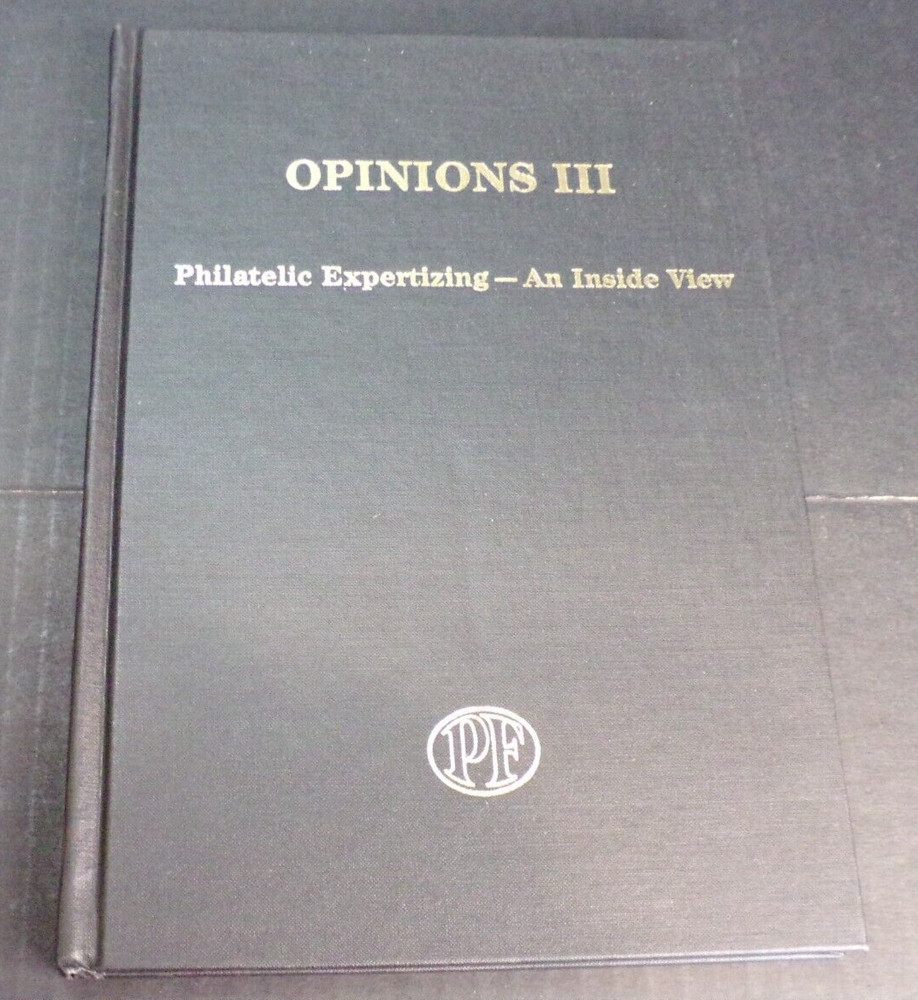 OPINIONS III
Philatelic Expertizing — An Inside View
PF